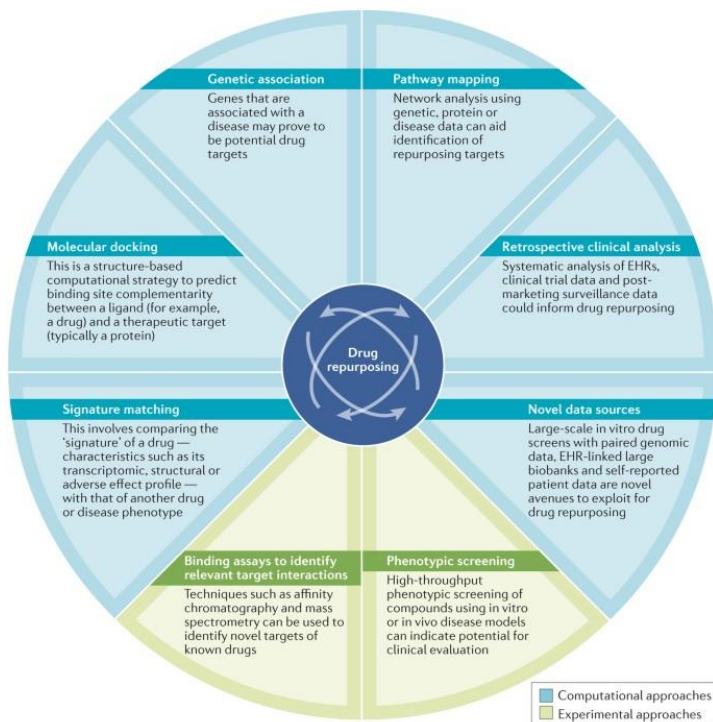 Genetic association
Genes that are
associated with a
disease may prove to
be potential drug
targets
Pathway mapping
Network analysis using
genetic, protein or
disease data can aid
identification of
repurposing targets
Molecular docking
This is a structure-based
computational strategy to predict
binding site complementarity
between a ligand (for example,
a drug) and a therapeutic target
(typically a protein)
Retrospective clinical analysis
Systematic analysis of EHRs,
clinical trial data and post-
marketing surveillance data
could inform drug repurposing
Drug
repurposing
Signature matching
This involves comparing the
‘signature’ of a drug —
characteristics such as its
transcriptomic, structural or
adverse effect profile —
with that of another drug
or disease phenotype
Novel data sources
Large-scale in vitro drug
screens with paired genomic
data, EHR-linked large
biobanks and self-reported
patient data are novel
avenues to exploit for
drug repurposing
Binding assays to identify
relevant target interactions
Techniques such as affinity
chromatography and mass
spectrometry can be used to
identify novel targets of
known drugs
Phenotypic screening
High-throughput
phenotypic screening of
compounds using in vitro
or in vivo disease models
can indicate potential for
clinical evaluation
Computational approaches
Experimental approaches